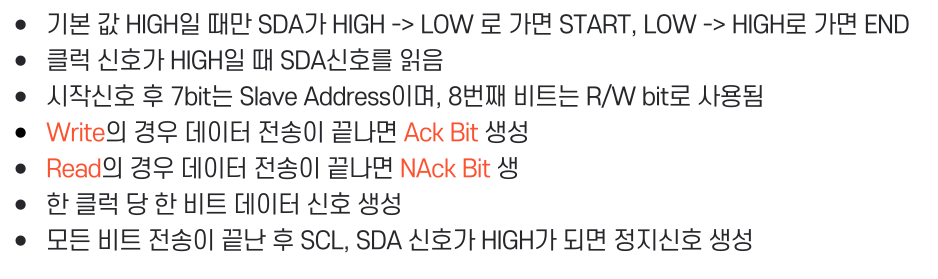 • 기본 값 HIGH일 때만 SDA가 HIGH -> LOW 로 가면 START, LOW -> HIGH로 가면 END
• 클럭 신호가 HIGH일 때 SDA신호를 읽음
• 시작신호 후 7bit는 Slave Address이며, 8번째 비트는 R/W bit로 사용됨
• Write의 경우 데이터 전송이 끝나면 Ack Bit 생성
• Read의 경우 데이터 전송이 끝나면 NAck Bit 생
• 한 클럭 당 한 비트 데이터 신호 생성
• 모든 비트 전송이 끝난 후 SCL, SDA 신호가 HIGH가 되면 정지신호 생성